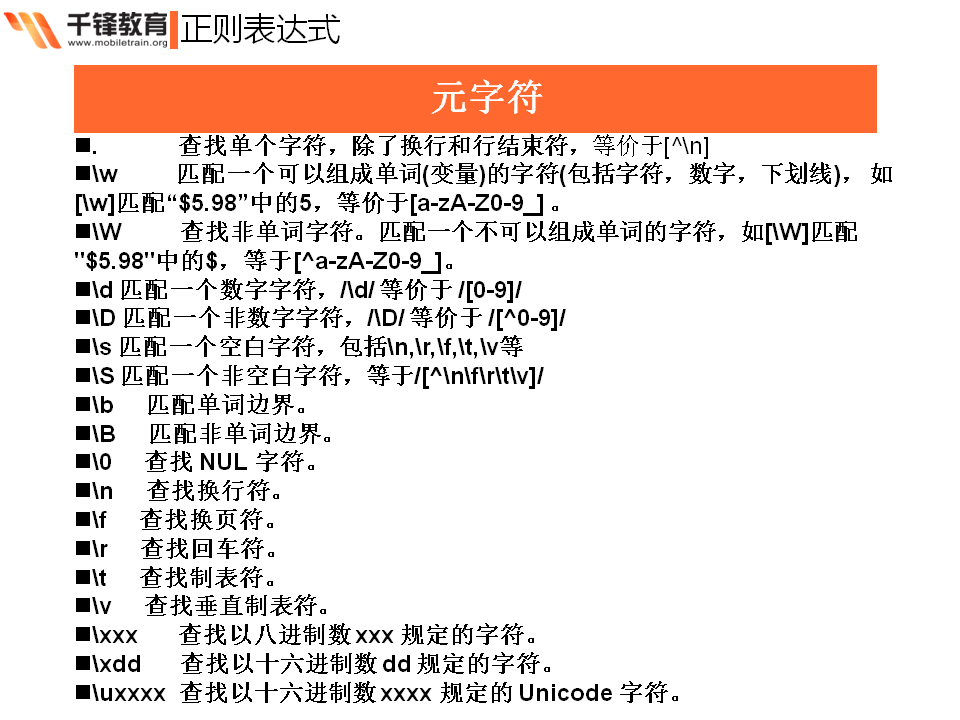 千锋教育
www.mobiletrain.org
正则表达式
元字符
■. 查找单个字符，除了换行和行结束符，等价于[^\n]
■\w 匹配一个可以组成单词(变量)的字符(包括字符，数字，下划线)，如
[\w]匹配“$5.98”中的5，等价于[a-zA-Z0-9_] 。
■\W 查找非单词字符。匹配一个不可以组成单词的字符，如[\W]匹配
"$5.98"中的$，等于[^a-zA-Z0-9_]。
■\d 匹配一个数字字符，/\d/ 等价于 /[0-9]/
■\D 匹配一个非数字字符，/\D/ 等价于 /[^0-9]/
■\s 匹配一个空白字符，包括\n,\r,\f,\t,\v等
■\S 匹配一个非空白字符，等于/[^\n\f\r\t\v]/
■\b 匹配单词边界。
■\B 匹配非单词边界。
■\0 查找 NUL 字符。
■\n 查找换行符。
■\f 查找换页符。
■\r 查找回车符。
■\t 查找制表符。
■\v 查找垂直制表符。
■\xxx 查找以八进制数 xxx 规定的字符。
■\xdd 查找以十六进制数 dd 规定的字符。
■\uxxxx 查找以十六进制数 xxxx 规定的 Unicode 字符。